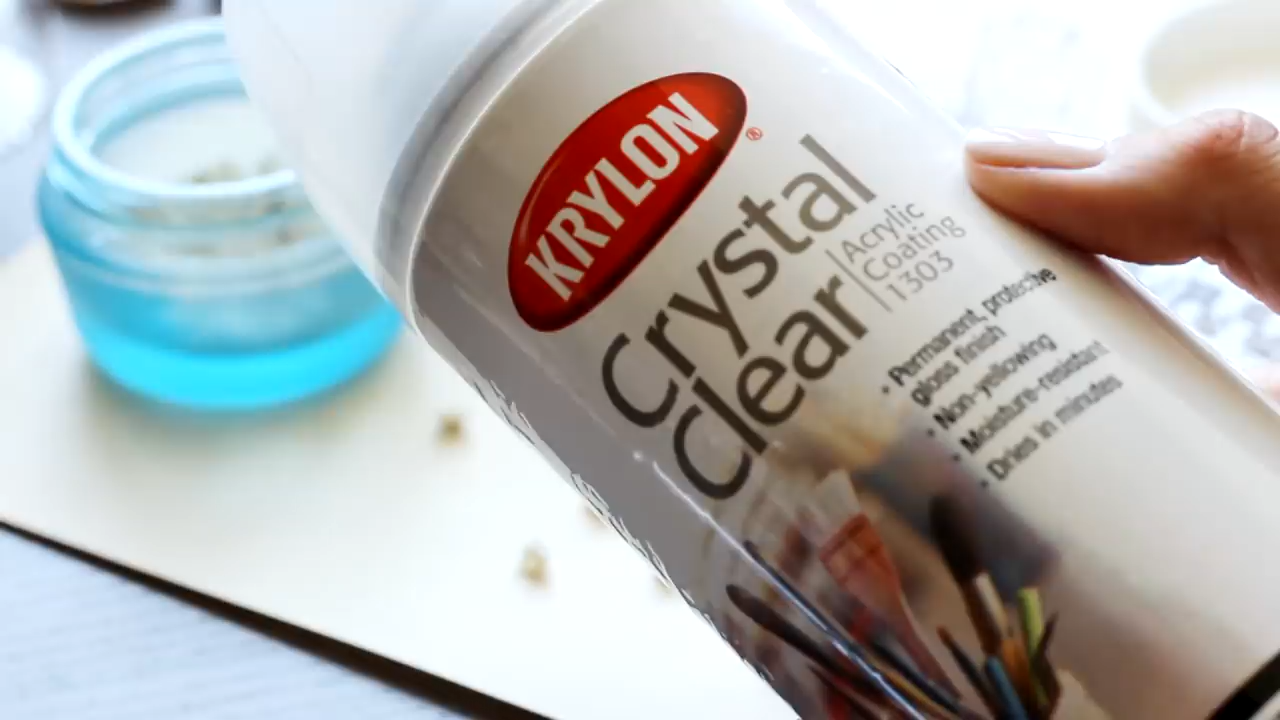 KRYLON®
Crystal
Clear
Acrylic
Coating
1303
• Permanent, protective
gloss finish
• Non-yellowing
• Moisture-resistant
• Dries in minutes